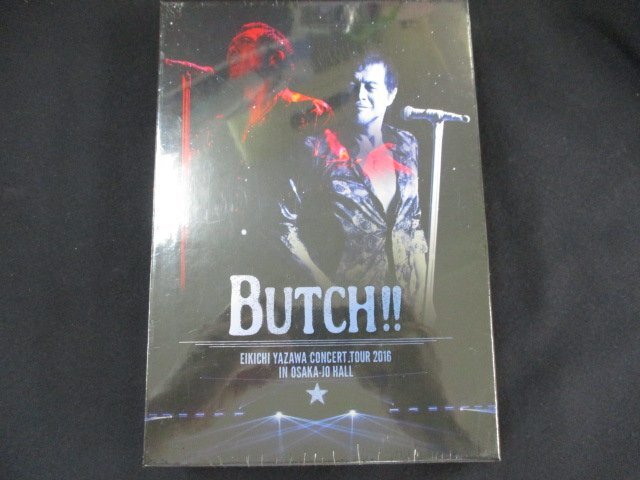 BUTCH!!
EIKICHI YAZAWA CONCERT TOUR 2016
IN OSAKA-JO HALL